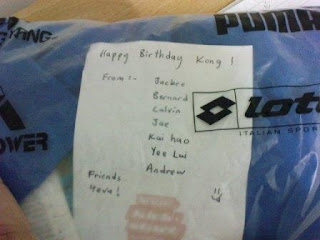 PUMA
Happy Birthday Kong!
From :-
Jackie
Bernard
Calvin
Joe
Kai hao
Yee Lui
Andrew
Friends
4eva!
lotto
ITALIAN SPOR
OWER